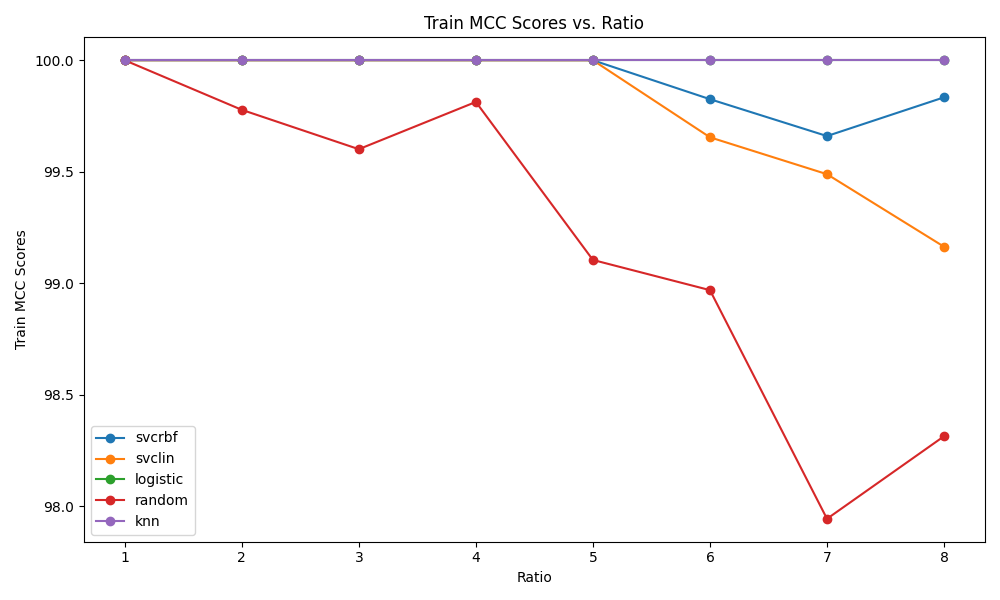 Train MCC Scores vs. Ratio
Train MCC Scores
100.0
99.5
99.0
98.5
98.0
svcrbf
svclin
logistic
random
knn
1 2 3 4 5 6 7 8
Ratio